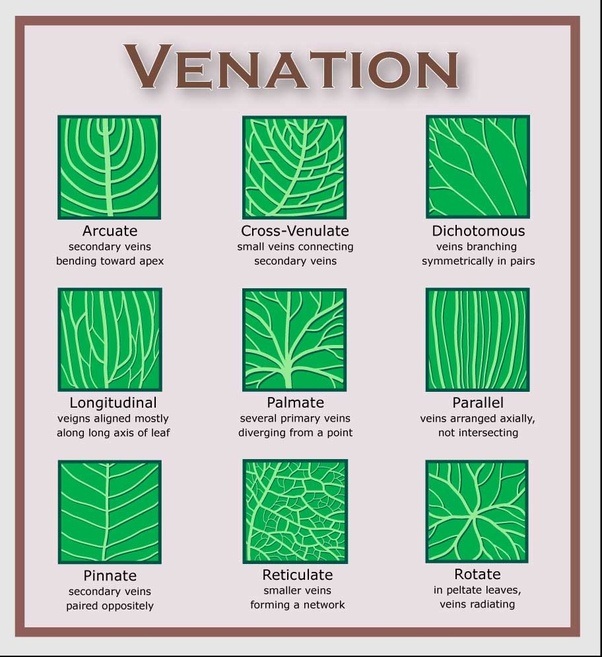 VENATION
Arcuate
secondary veins
bending toward apex
Cross-Venulate
small veins connecting
secondary veins
Dichotomous
veins branching
symmetrically in pairs
Longitudinal
veigns aligned mostly
along long axis of leaf
Palmate
several primary veins
diverging from a point
Parallel
veins arranged axially,
not intersecting
Pinnate
secondary veins
paired oppositely
Reticulate
smaller veins
forming a network
Rotate
in peltate leaves,
veins radiating